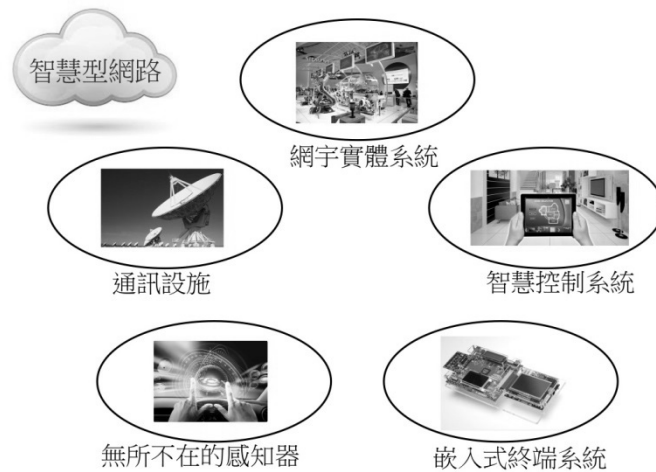 智慧型網路
網宇實體系統
通訊設施
智慧控制系統
無所不在的感知器
嵌入式終端系統